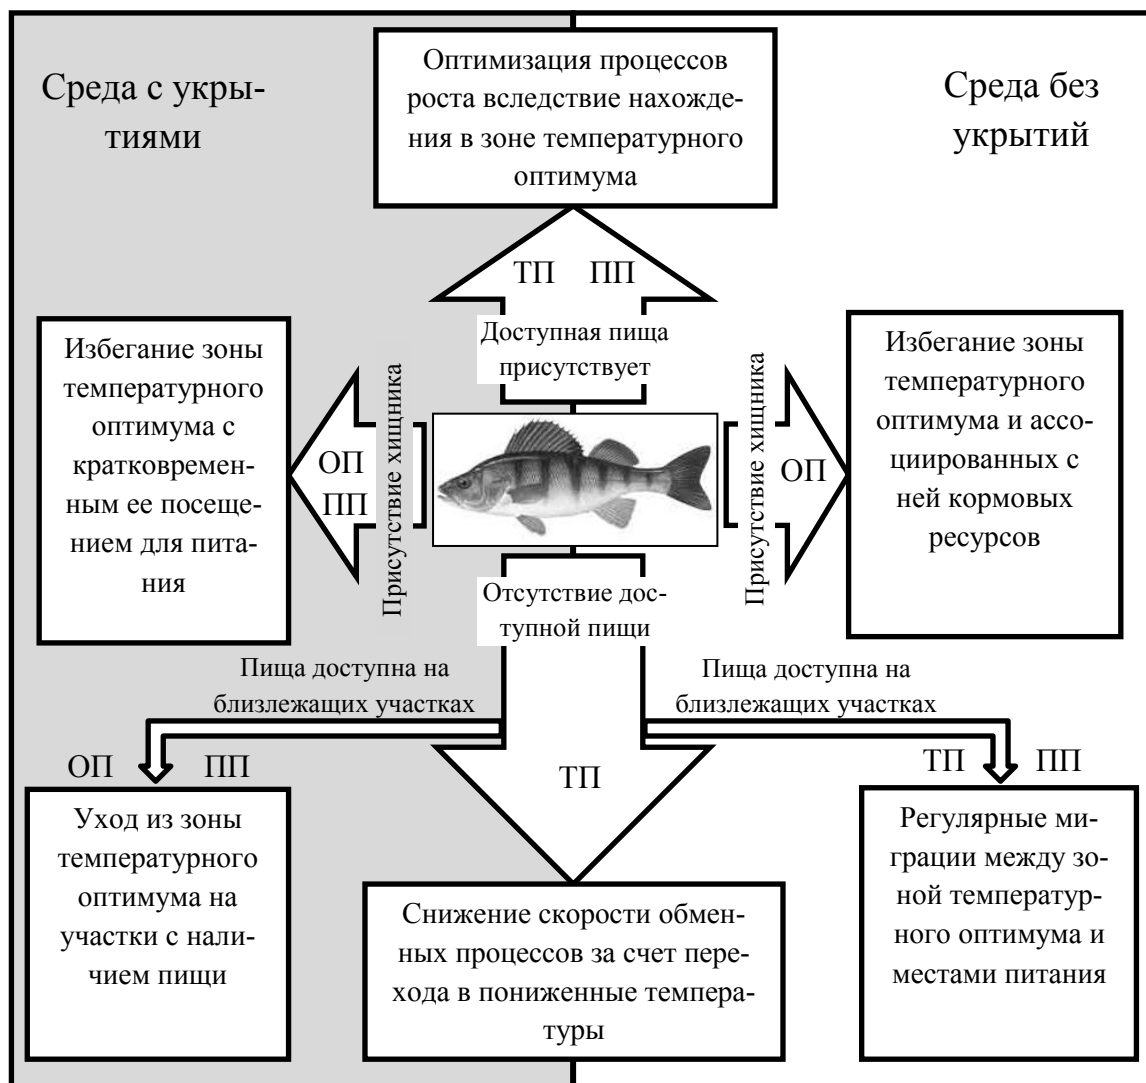 Среда с укры-
тиями
Оптимизация процессов
роста вследствие нахожде-
ния в зоне температурного
оптимума
Среда без
укрытий
ТП ПП
Доступная пища
присутствует
Избегание зоны
температурного
оптимума с
кратковремен-
ным ее посеще-
нием для пита-
ния
ОП
ПП
Присутствие хищника
Присутствие хищника
ОП
Избегание зоны
температурного
оптимума и ассо-
циированных с
ней кормовых
ресурсов
Отсутствие дос-
тупной пищи
Пища доступна на
близлежащих участках
Пища доступна на
близлежащих участках
ОП ПП
ТП
ТП ПП
Уход из зоны
температурного
оптимума на
участки с нали-
чием пищи
Снижение скорости обмен-
ных процессов за счет пере-
хода в пониженные темпера-
туры
Регулярные ми-
грации между зо-
ной температур-
ного оптимума и
местами питания